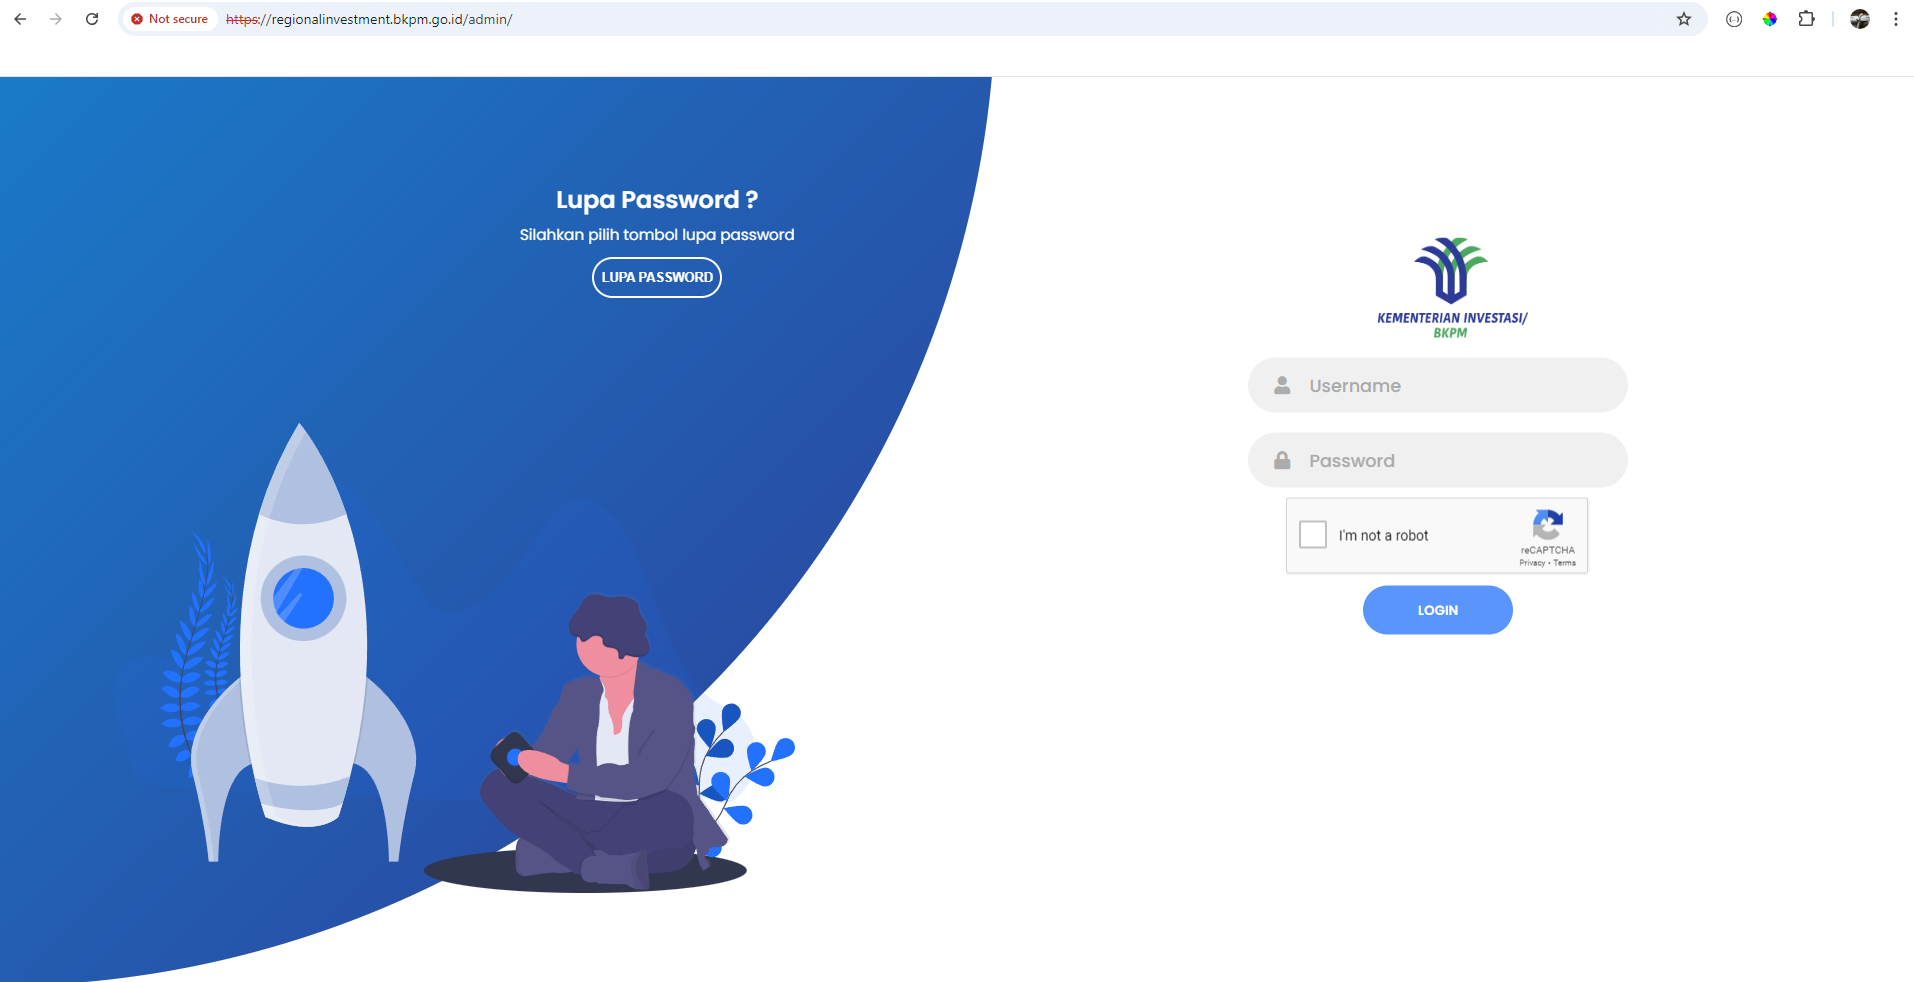 Not secure
https://regionalinvestment.bkpm.go.id/admin/
Lupa Password ?
Silahkan pilih tombol lupa password
LUPA PASSWORD
KEMENTERIAN INVESTASI/
BKPM
Username
Password
I'm not a robot
reCAPTCHA
Privacy - Terms
LOGIN